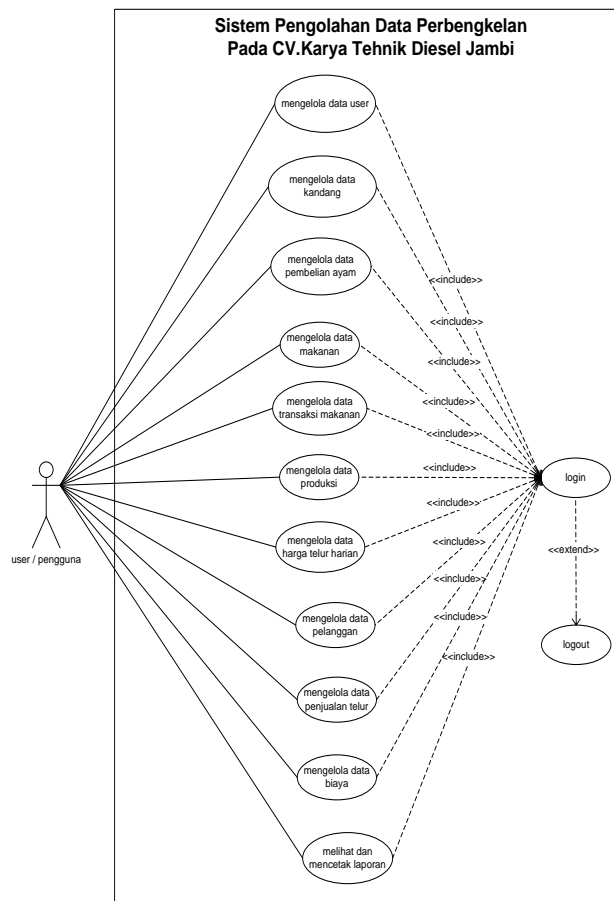 Sistem Pengolahan Data Perbengkelan
Pada CV.Karya Tehnik Diesel Jambi
mengelola data user
mengelola data
kandang
mengelola data
pembelian ayam
<<include>>
<<include>>
mengelola data
makanan
<<include>>
<<include>>
mengelola data
transaksi makanan
<<include>>
mengelola data
produksi
<<include>>
login
user / pengguna
mengelola data
harga telur harian
<<include>>
<<include>>
<<extend>>
<<include>>
mengelola data
pelanggan
<<include>>
logout
<<include>>
mengelola data
penjualan telur
mengelola data
biaya
melihat dan
mencetak laporan